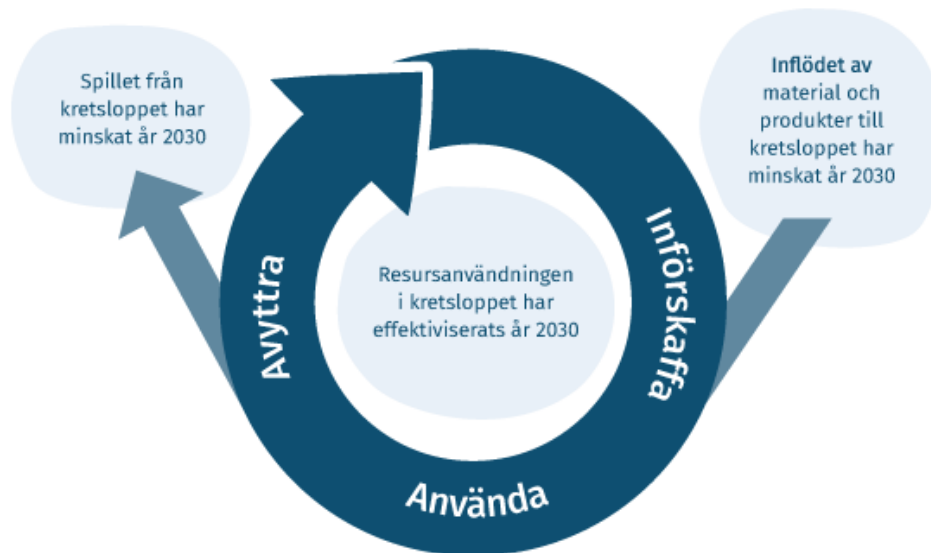 Spillet från
kretsloppet har
minskat år 2030
Inflödet av
material och
produkter till
kretsloppet har
minskat år 2030
Resursanvändningen
i kretsloppet har
effektiviserats år 2030
Införskaffa
Använda
Avyttra